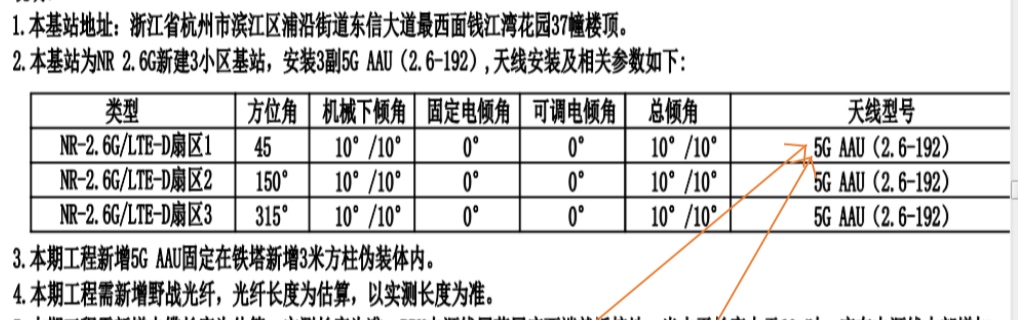 1.本基站地址：浙江省杭州市滨江区浦沿街道东信大道最西面钱江湾花园37幢楼顶。
2.本基站为NR 2.6G新建3小区基站，安装3副5G AAU（2.6-192）,天线安装及相关参数如下:
类型 方位角 机械下倾角 固定电倾角 可调电倾角 总倾角 天线型号
NR-2.6G/LTE-D扇区1 45 10° /10° 0° 0° 10° /10° 5G AAU（2.6-192）
NR-2.6G/LTE-D扇区2 150° 10° /10° 0° 0° 10° /10° 5G AAU（2.6-192）
NR-2.6G/LTE-D扇区3 315° 10° /10° 0° 0° 10° /10° 5G AAU（2.6-192）
3.本期工程新增5G AAU固定在铁塔新增3米方柱伪装体内。
4.本期工程需新增野战光纤，光纤长度为估算，以实测长度为准。